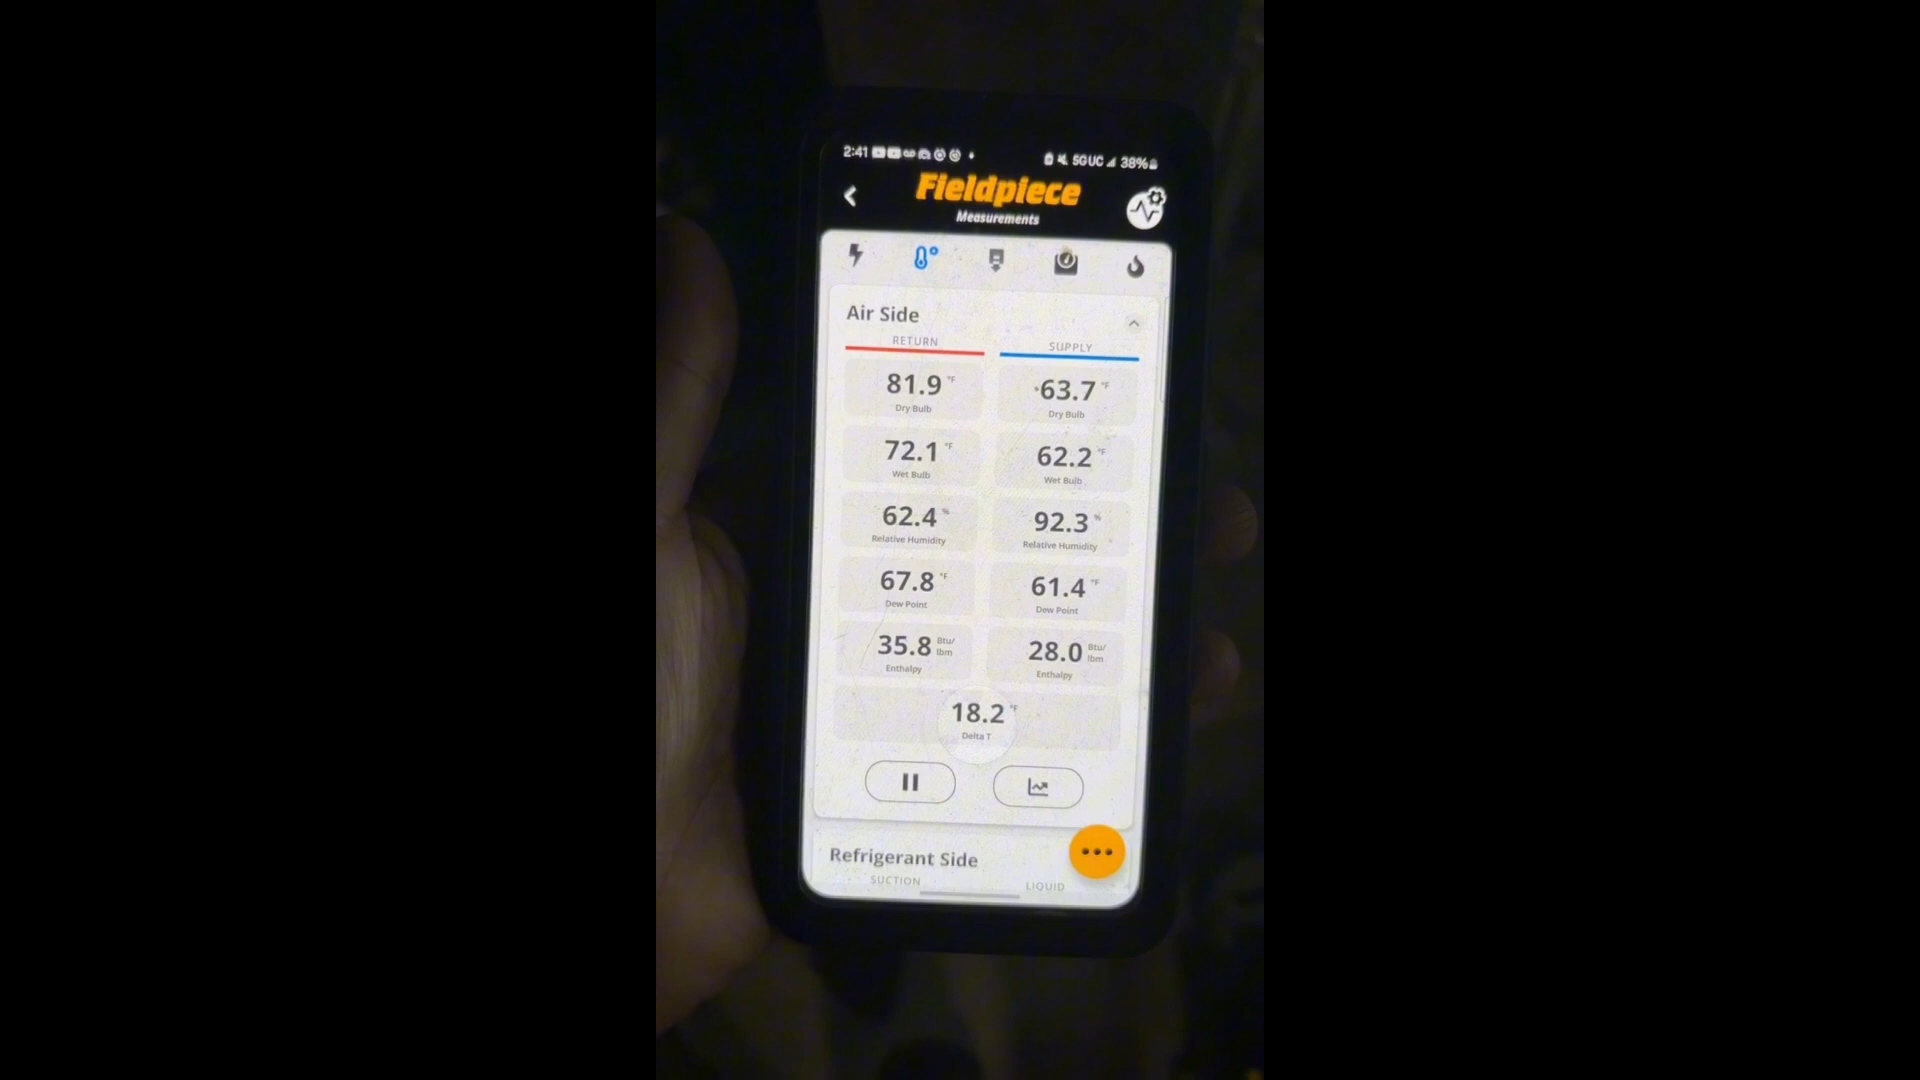 2:41 5GUC 38%
Fieldpiece
Measurements
Air Side
RETURN SUPPLY
81.9 °F 63.7 °F
Dry Bulb Dry Bulb
72.1 °F 62.2 °F
Wet Bulb Wet Bulb
62.4 % 92.3 %
Relative Humidity Relative Humidity
67.8 °F 61.4 °F
Dew Point Dew Point
35.8 Btu/lbm 28.0 Btu/lbm
Enthalpy Enthalpy
18.2 °F
Delta T
Refrigerant Side
SUCTION LIQUID